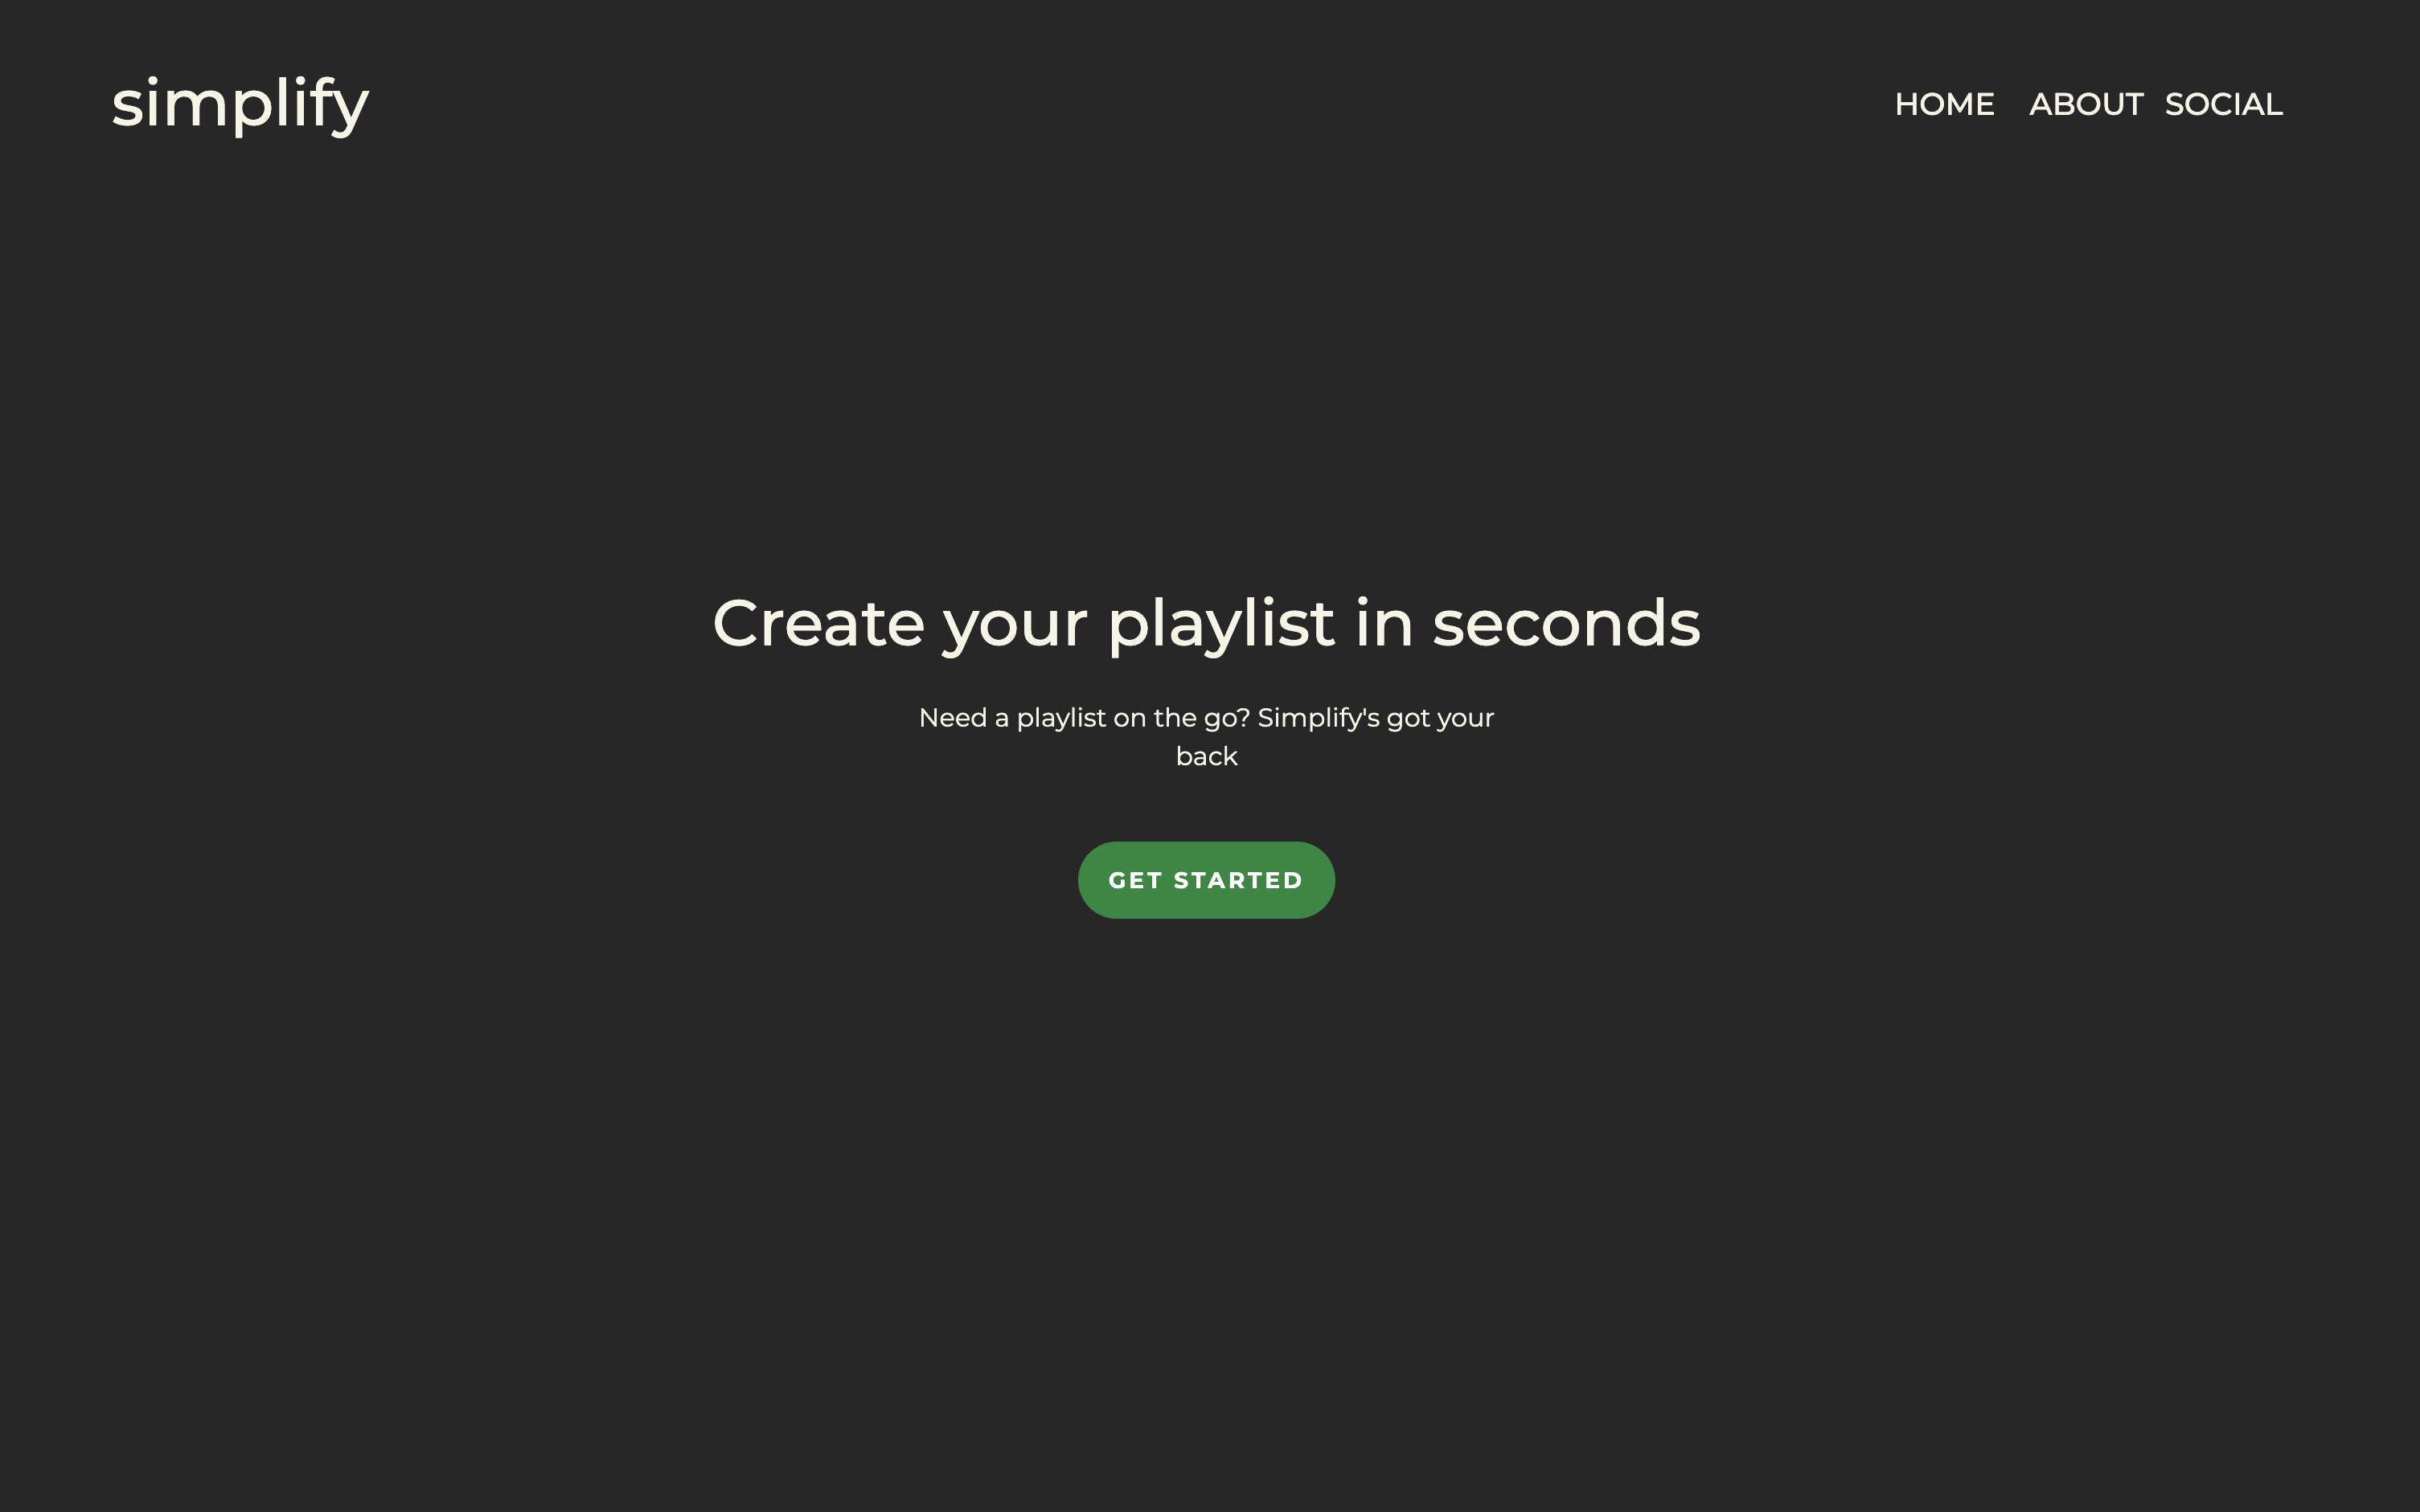 simplify
HOME ABOUT SOCIAL
Create your playlist in seconds
Need a playlist on the go? Simplify's got your
back
GET STARTED